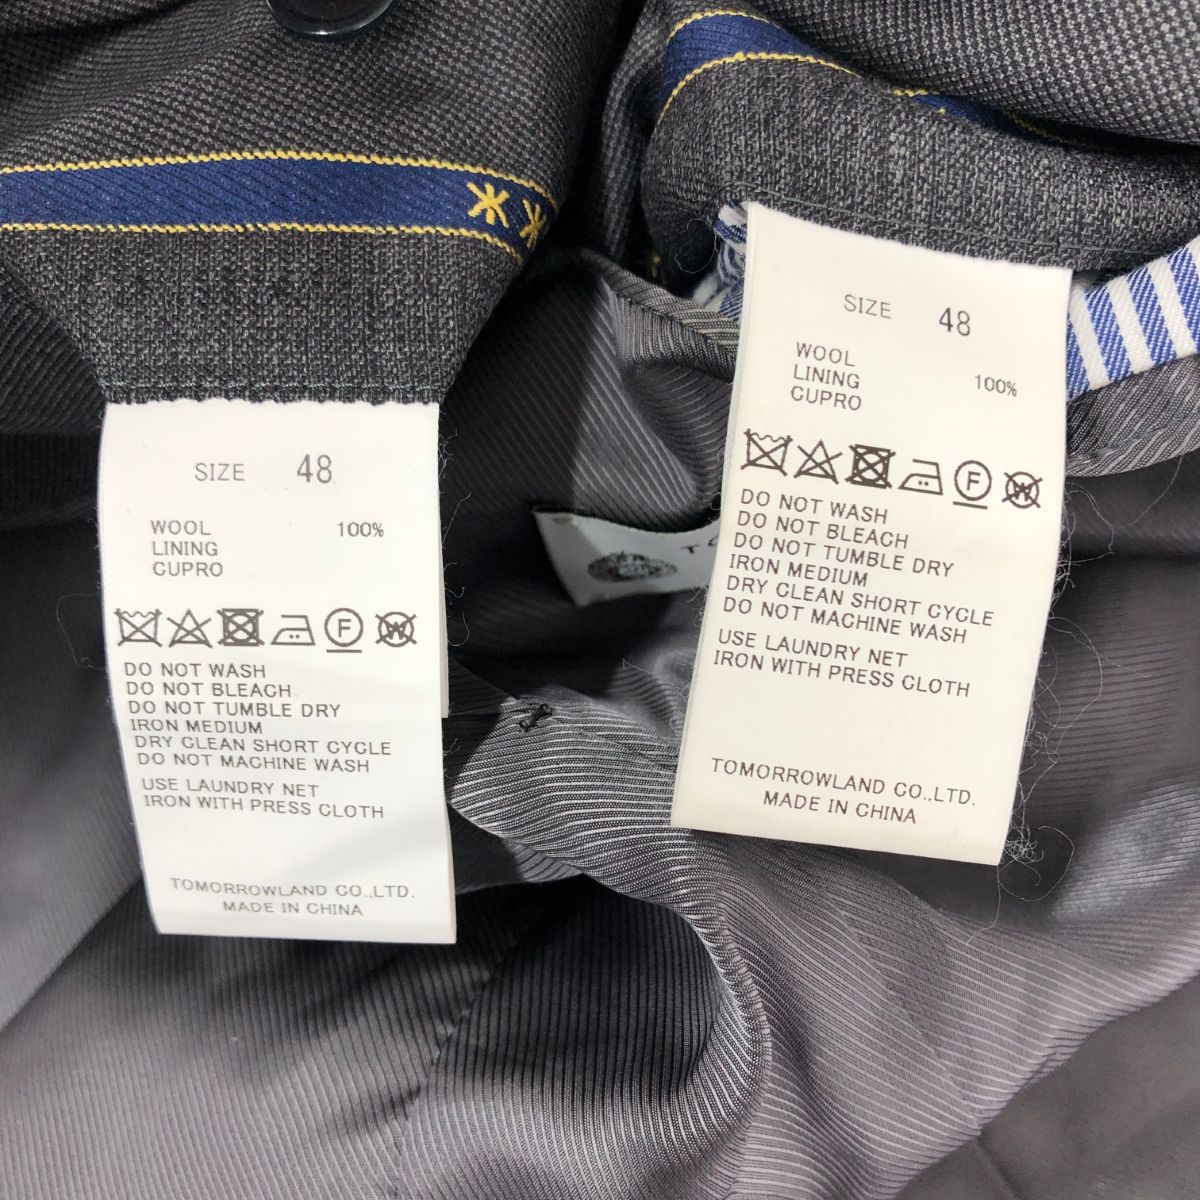 SIZE 48
WOOL 100%
LINING
CUPRO
F W
DO NOT WASH
DO NOT BLEACH
DO NOT TUMBLE DRY
IRON MEDIUM
DRY CLEAN SHORT CYCLE
DO NOT MACHINE WASH
USE LAUNDRY NET
IRON WITH PRESS CLOTH
TOMORROWLAND CO.,LTD.
MADE IN CHINA
SIZE 48
WOOL
LINING 100%
CUPRO
F W
DO NOT WASH
DO NOT BLEACH
DO NOT TUMBLE DRY
IRON MEDIUM
DRY CLEAN SHORT CYCLE
DO NOT MACHINE WASH
USE LAUNDRY NET
IRON WITH PRESS CLOTH
TOMORROWLAND CO.,LTD.
MADE IN CHINA